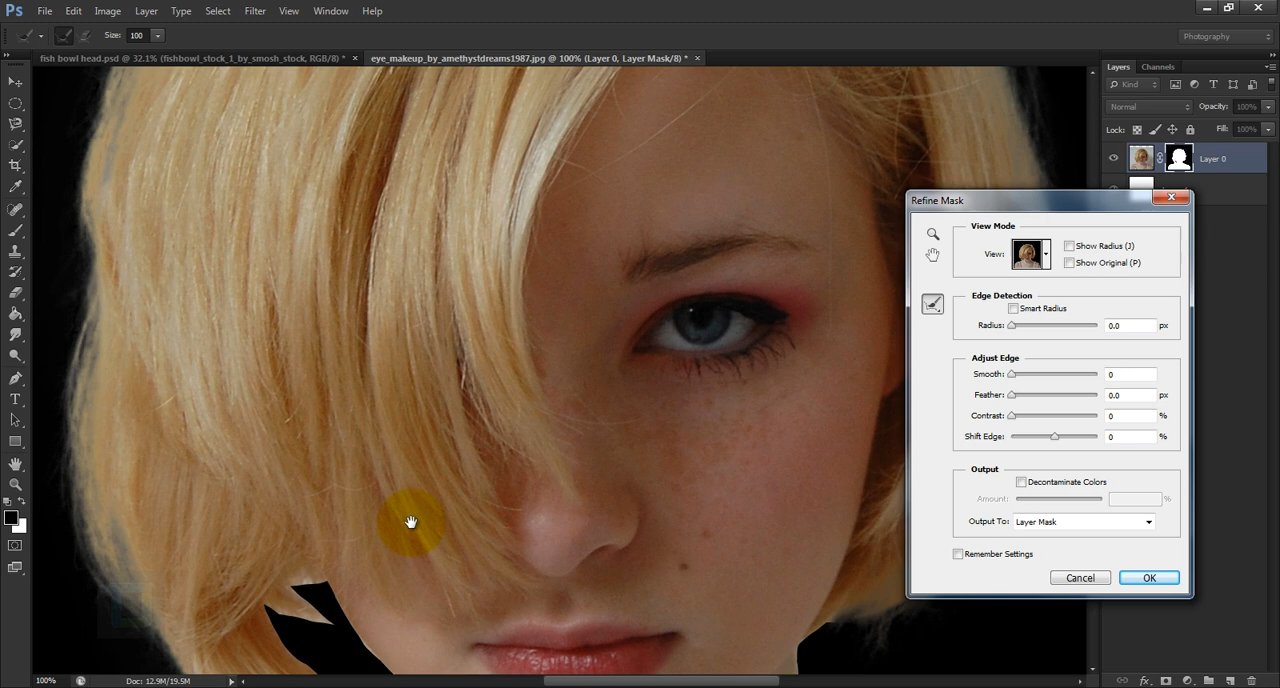 Ps File Edit Image Layer Type Select Filter View Window Help
Size: 100 Photography
fish bowl head.psd @ 32.1% (fishbowl_stock_1_by_smosh_stock, RGB/8) * × eye_makeup_by_amethystdreams1987.jpg @ 100% (Layer 0, Layer Mask/8) * ×
Layers Channels
Kind
Normal Opacity: 100%
Lock: Fill: 100%
Layer 0
Refine Mask
View Mode
View: Show Radius (J)
Show Original (P)
Edge Detection
Smart Radius
Radius: 0.0 px
Adjust Edge
Smooth: 0
Feather: 0.0 px
Contrast: 0 %
Shift Edge: 0 %
Output
Decontaminate Colors
Amount: %
Output To: Layer Mask
Remember Settings
Cancel OK
100% Doc: 12.9M/19.5M